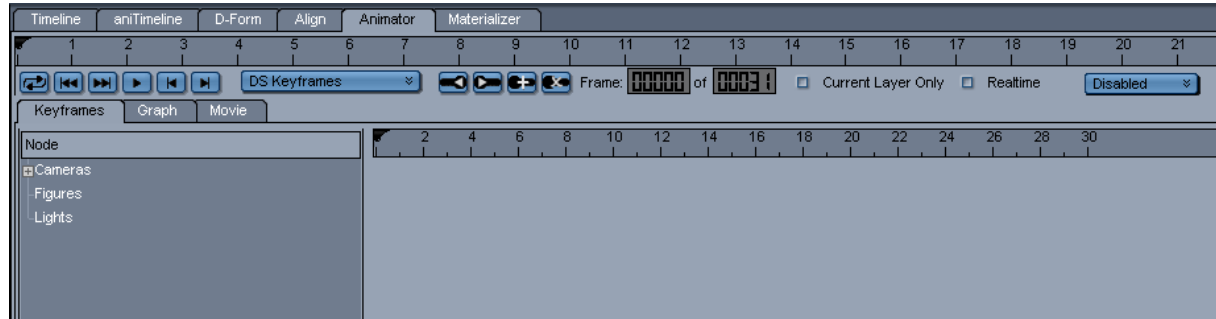 Timeline aniTimeline D-Form Align Animator Materializer
1 2 3 4 5 6 7 8 9 10 11 12 13 14 15 16 17 18 19 20 21
DS Keyframes Frame: 00000 of 00031 Current Layer Only Realtime Disabled
Keyframes Graph Movie
Node 2 4 6 8 10 12 14 16 18 20 22 24 26 28 30
Cameras
Figures
Lights